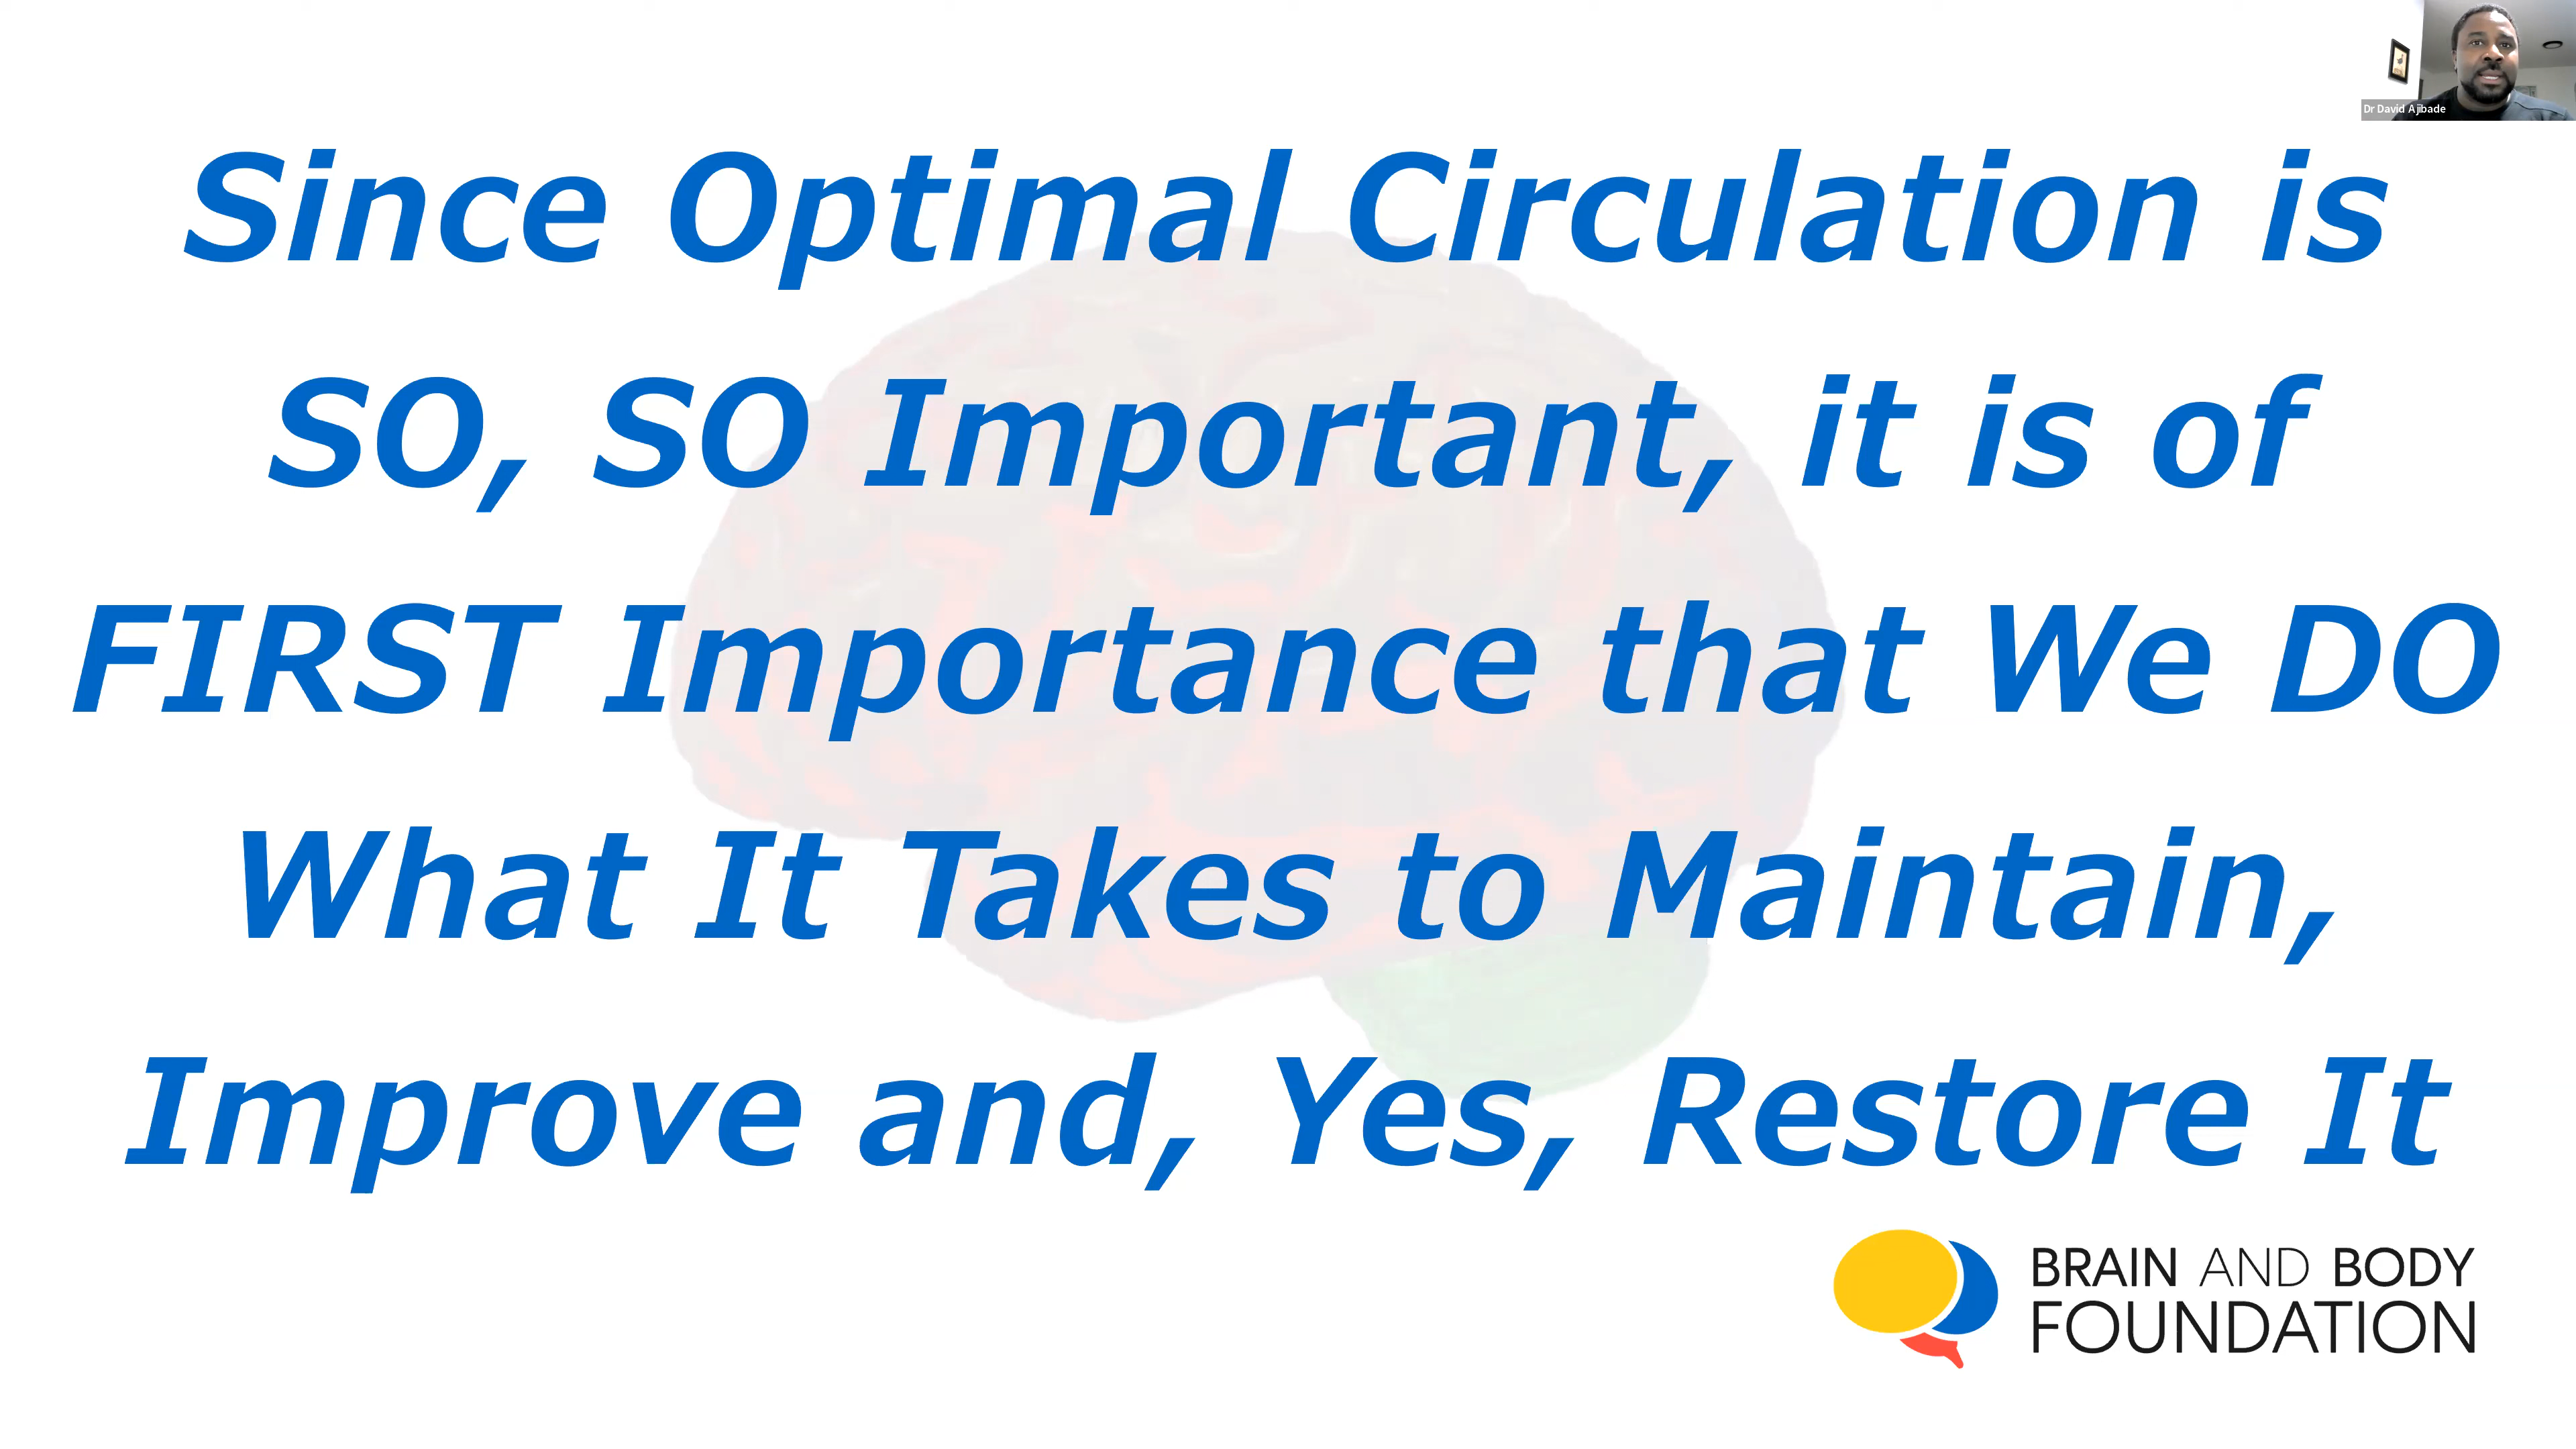 Dr David Ajibade
Since Optimal Circulation is
SO, SO Important, it is of
FIRST Importance that We DO
What It Takes to Maintain,
Improve and, Yes, Restore It
BRAIN AND BODY
FOUNDATION